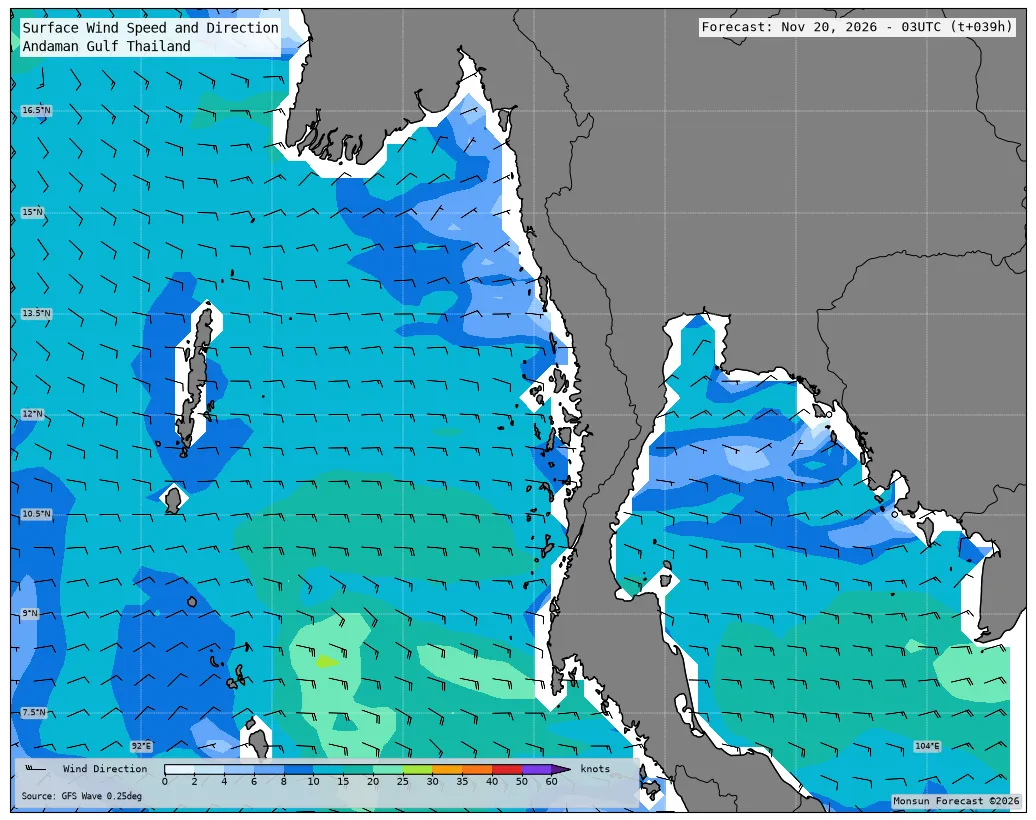 Surface Wind Speed and Direction
Andaman Gulf Thailand
Forecast: Nov 20, 2026 - 03UTC (t+039h)
16.5°N
15°N
13.5°N
12°N
10.5°N
9°N
7.5°N
92°E
104°E
Wind Direction
knots
0 2 4 6 8 10 15 20 25 30 35 40 50 60
Source: GFS Wave 0.25deg
Monsun Forecast ©2026